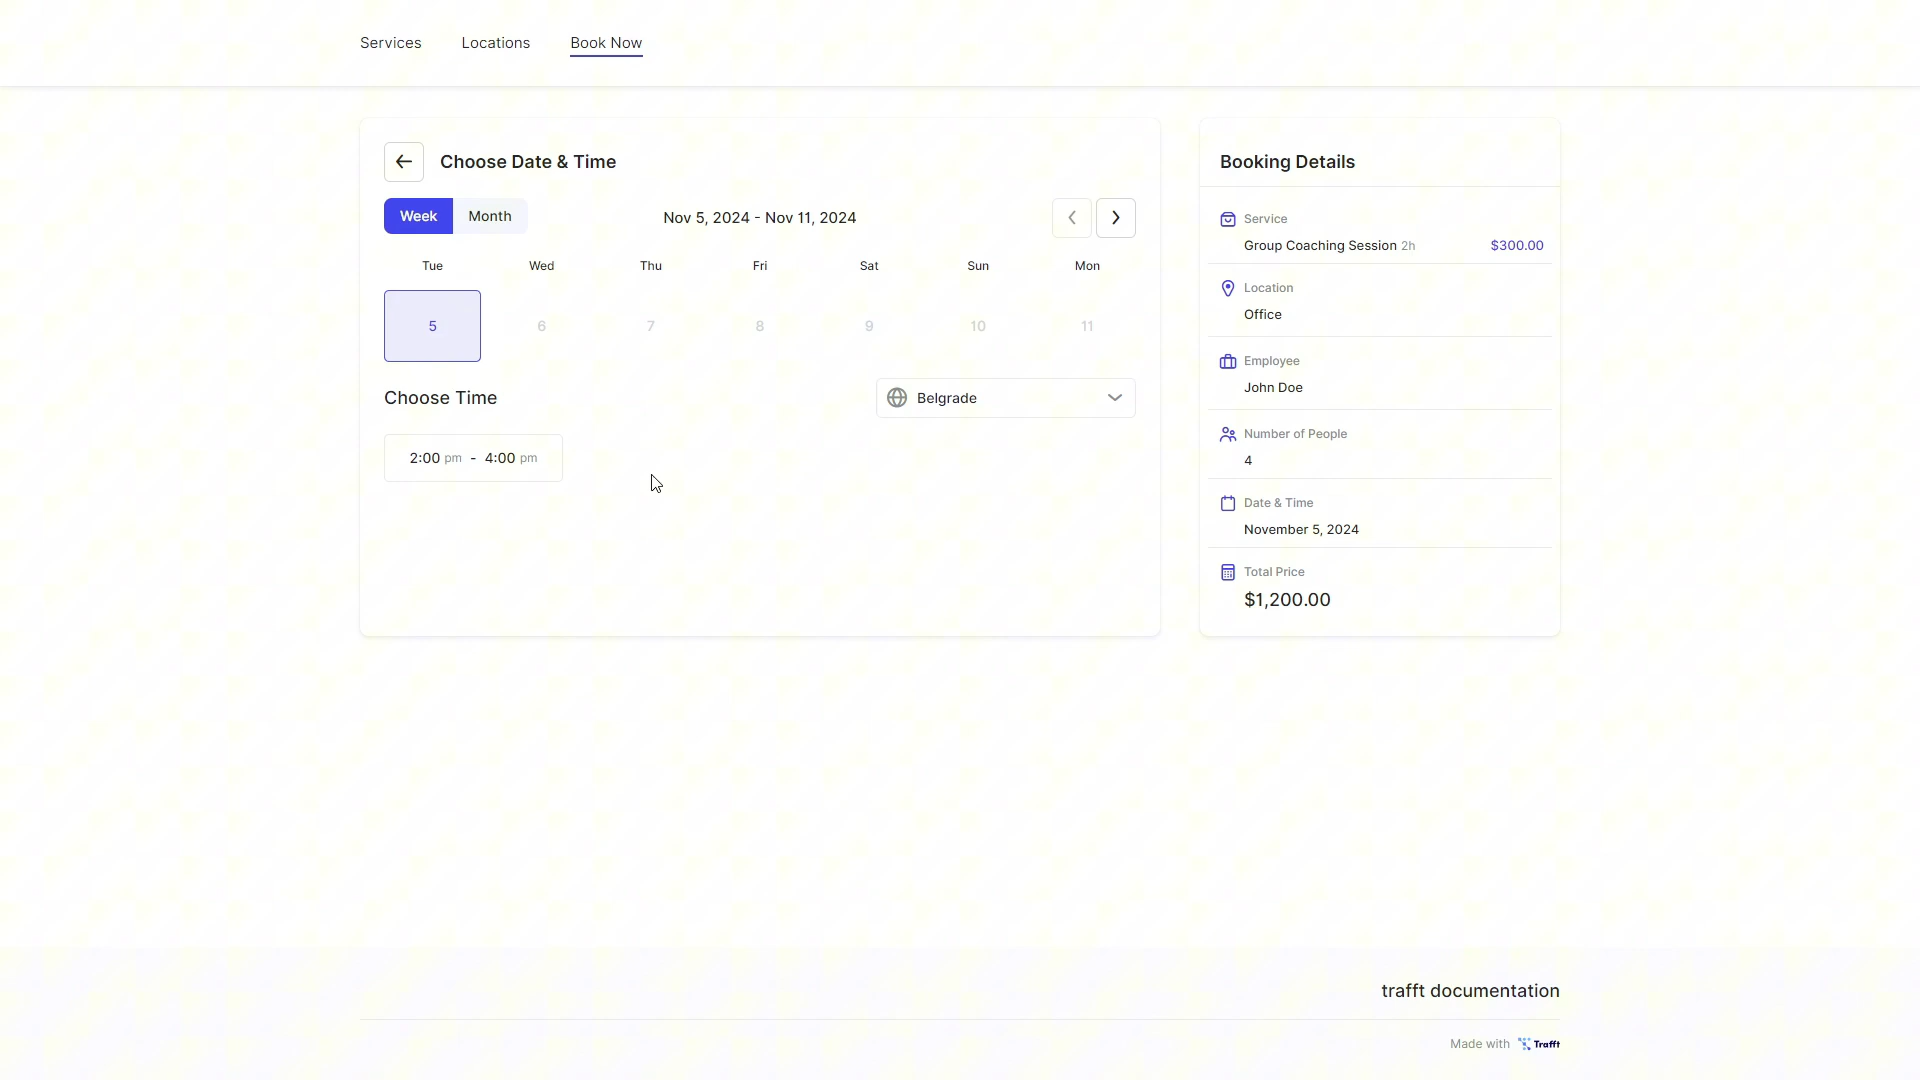 Services Locations Book Now
Choose Date & Time
Week Month Nov 5, 2024 - Nov 11, 2024
Tue Wed Thu Fri Sat Sun Mon
5 6 7 8 9 10 11
Choose Time Belgrade
2:00 pm - 4:00 pm
Booking Details
Service
Group Coaching Session 2h $300.00
Location
Office
Employee
John Doe
Number of People
4
Date & Time
November 5, 2024
Total Price
$1,200.00
trafft documentation
Made with Trafft